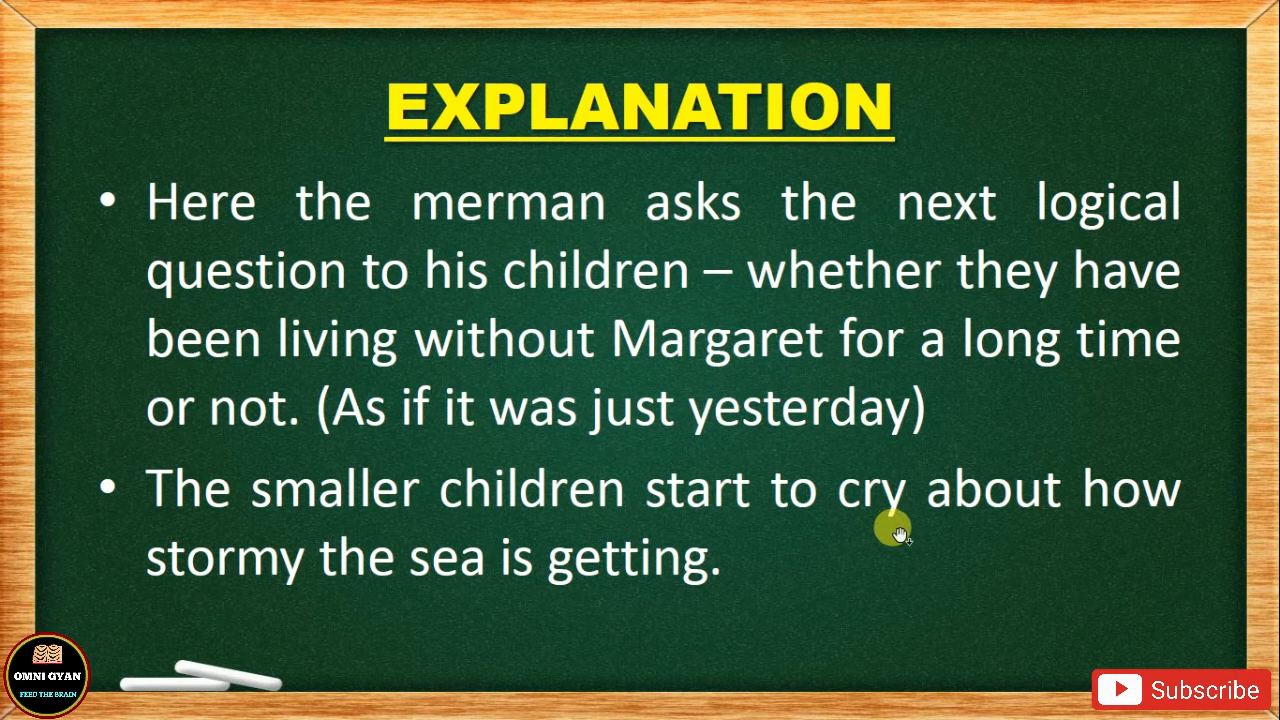 EXPLANATION
• Here the merman asks the next logical
question to his children – whether they have
been living without Margaret for a long time
or not. (As if it was just yesterday)
• The smaller children start to cry about how
stormy the sea is getting.
OMNI GYAN
FEED THE BRAIN
Subscribe